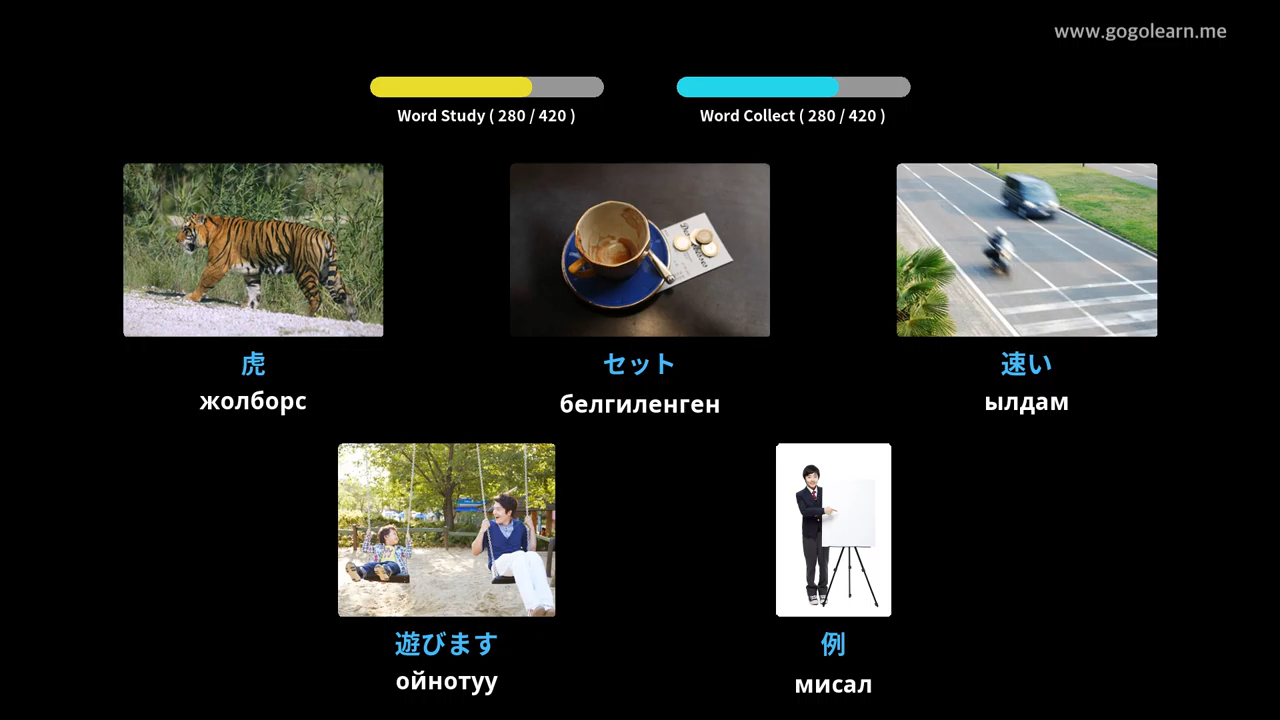 www.gogolearn.me
Word Study ( 280 / 420 )
Word Collect ( 280 / 420 )
虎
жолборс
セット
белгиленген
速い
ылдам
遊びます
ойнотуу
例
мисал